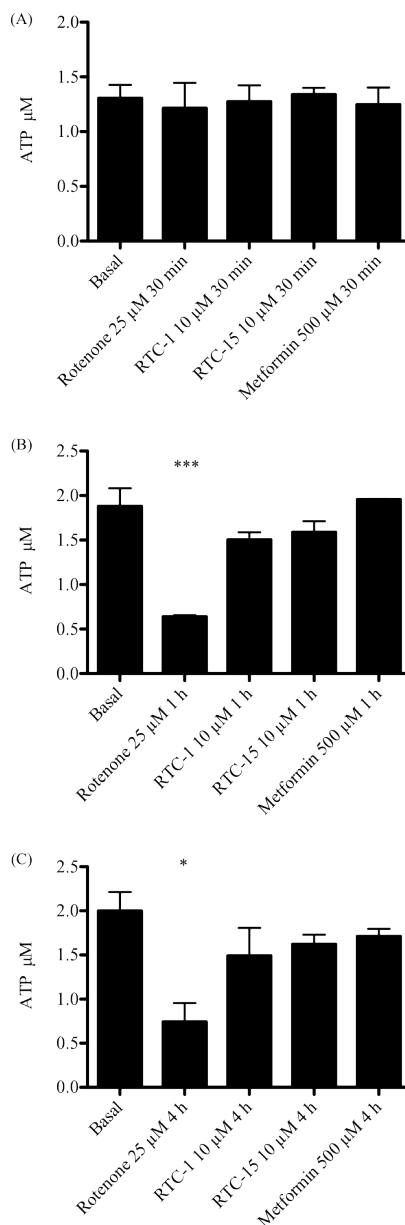 (A)
ATP μM
2.0
1.5
1.0
0.5
0.0
Basal
Rotenone 25 μM 30 min
RTC-1 10 μM 30 min
RTC-15 10 μM 30 min
Metformin 500 μM 30 min
(B)
ATP μM
2.5
2.0
1.5
1.0
0.5
0.0
***
Basal
Rotenone 25 μM 1 h
RTC-1 10 μM 1 h
RTC-15 10 μM 1 h
Metformin 500 μM 1 h
(C)
ATP μM
2.5
2.0
1.5
1.0
0.5
0.0
*
Basal
Rotenone 25 μM 4 h
RTC-1 10 μM 4 h
RTC-15 10 μM 4 h
Metformin 500 μM 4 h